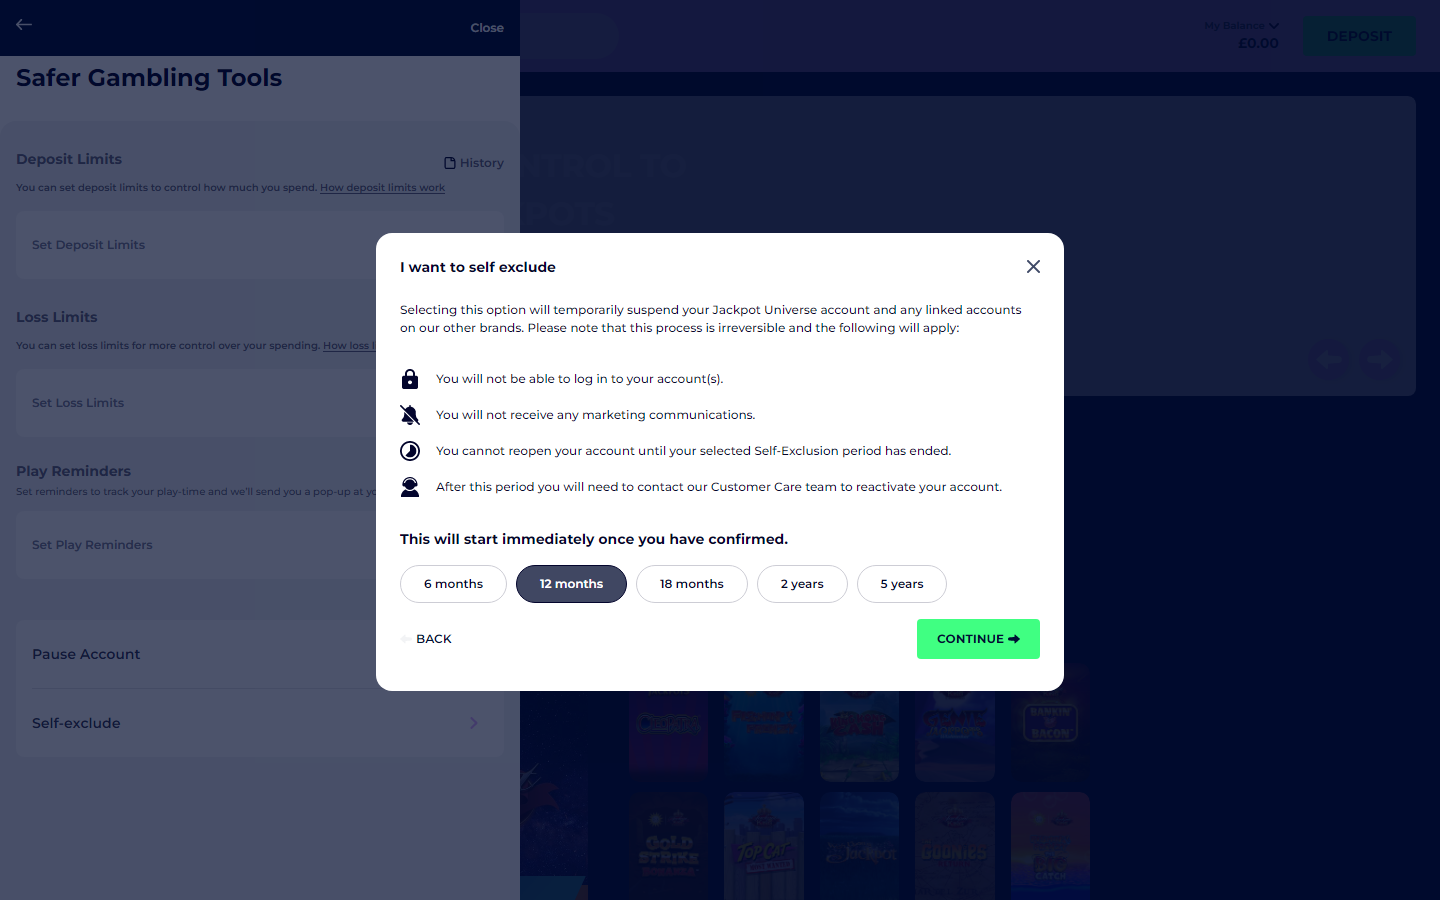 Close
My Balance
£0.00
DEPOSIT
Safer Gambling Tools
NTROL TO
POTS
Deposit Limits
History
You can set deposit limits to control how much you spend. How deposit limits work
Set Deposit Limits
Loss Limits
You can set loss limits for more control over your spending. How loss l
Set Loss Limits
Play Reminders
Set reminders to track your play-time and we'll send you a pop-up at yo
Set Play Reminders
Pause Account
Self-exclude
I want to self exclude
Selecting this option will temporarily suspend your Jackpot Universe account and any linked accounts
on our other brands. Please note that this process is irreversible and the following will apply:
You will not be able to log in to your account(s).
You will not receive any marketing communications.
You cannot reopen your account until your selected Self-Exclusion period has ended.
After this period you will need to contact our Customer Care team to reactivate your account.
This will start immediately once you have confirmed.
6 months
12 months
18 months
2 years
5 years
BACK
CONTINUE
BANKIN'
BACON
GOLD
STRIKE
TOP CAT
GOONIES
BIG
CATCH